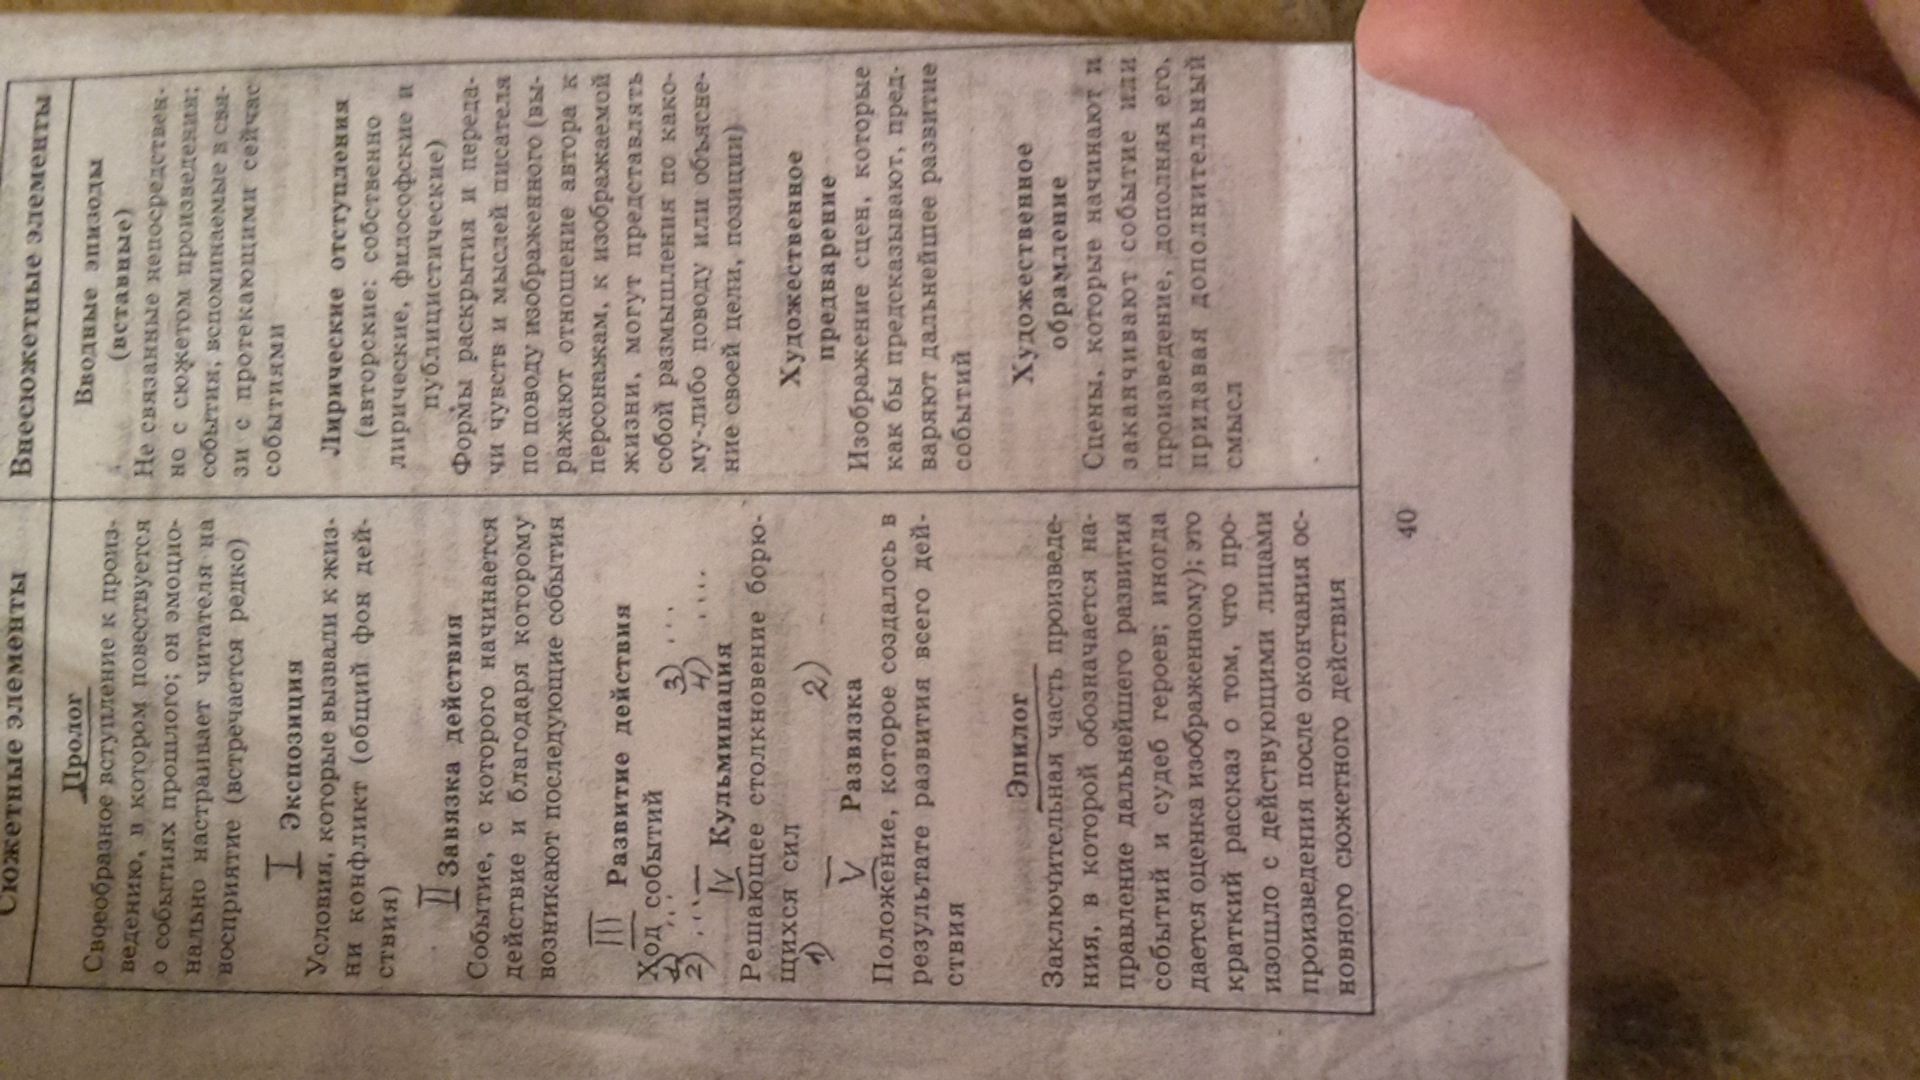 Сюжетные элементы
Пролог
Своеобразное вступление к произ-
ведению, в котором повествуется
о событиях прошлого; он эмоцио-
нально настраивает читателя на
восприятие (встречается редко)
I Экспозиция
Условия, которые вызвали к жиз-
ни конфликт (общий фон дей-
ствия)
II Завязка действия
Событие, с которого начинается
действие и благодаря которому
возникают последующие события
III Развитие действия
Ход событий
1) ... 3) ...
2) ... 4) ....
IV Кульминация
Решающее столкновение борю-
щихся сил
1) 2)
V Развязка
Положение, которое создалось в
результате развития всего дей-
ствия
Эпилог
Заключительная часть произведе-
ния, в которой обозначается на-
правление дальнейшего развития
событий и судеб героев; иногда
дается оценка изображенному); это
краткий рассказ о том, что про-
изошло с действующими лицами
произведения после окончания ос-
новного сюжетного действия
Внесюжетные элементы
Вводные эпизоды
(вставные)
Не связанные непосредствен-
но с сюжетом произведения;
события, вспоминаемые в свя-
зи с протекающими сейчас
событиями
Лирические отступления
(авторские: собственно
лирические, философские и
публицистические)
Формы раскрытия и переда-
чи чувств и мыслей писателя
по поводу изображенного (вы-
ражают отношение автора к
персонажам, к изображаемой
жизни, могут представлять
собой размышления по како-
му-либо поводу или объясне-
ние своей цели, позиции)
Художественное
предварение
Изображение сцен, которые
как бы предсказывают, пред-
варяют дальнейшее развитие
событий
Художественное
обрамление
Сцены, которые начинают и
заканчивают событие или
произведение, дополняя его,
придавая дополнительный
смысл
40